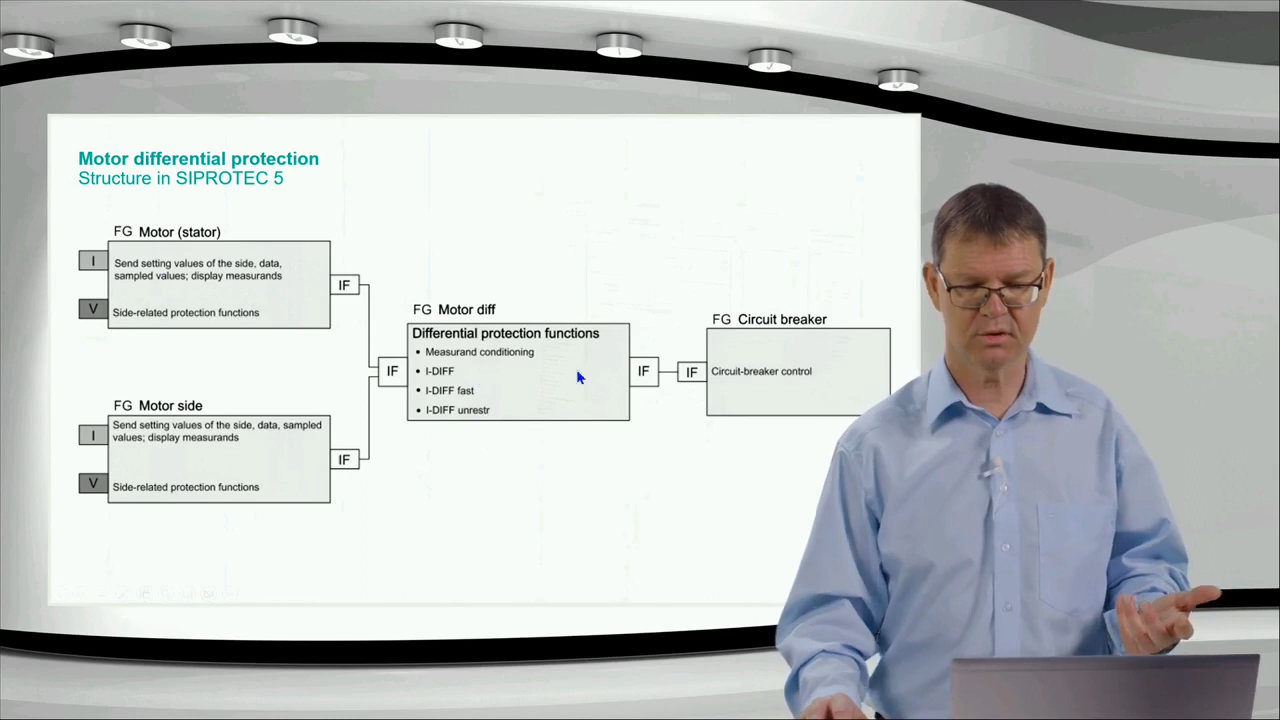 Motor differential protection
Structure in SIPROTEC 5
FG Motor (stator)
I
Send setting values of the side, data,
sampled values; display measurands
IF
V
Side-related protection functions
FG Motor side
I
Send setting values of the side, data, sampled
values; display measurands
IF
V
Side-related protection functions
FG Motor diff
IF
Differential protection functions
• Measurand conditioning
• I-DIFF
• I-DIFF fast
• I-DIFF unrestr
IF
FG Circuit breaker
IF
Circuit-breaker control